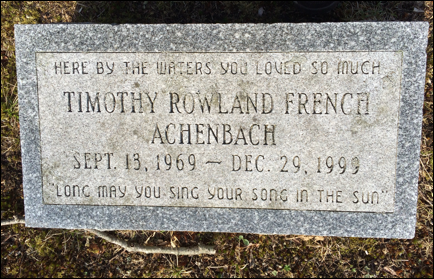 HERE BY THE WATERS YOU LOVED SO MUCH
TIMOTHY ROWLAND FRENCH
ACHENBACH
SEPT. 13, 1969 ~ DEC. 29, 1999
"LONG MAY YOU SING YOUR SONG IN THE SUN"